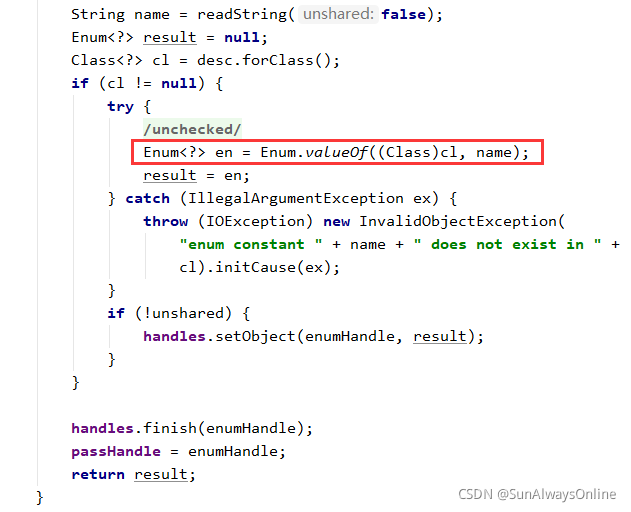 String name = readString( unshared: false);
Enum<?> result = null;
Class<?> cl = desc.forClass();
if (cl != null) {
try {
/unchecked/
Enum<?> en = Enum.valueOf((Class)cl, name);
result = en;
} catch (IllegalArgumentException ex) {
throw (IOException) new InvalidObjectException(
"enum constant " + name + " does not exist in " +
cl).initCause(ex);
}
if (!unshared) {
handles.setObject(enumHandle, result);
}
}
handles.finish(enumHandle);
passHandle = enumHandle;
return result;
}
CSDN @SunAlwaysOnline